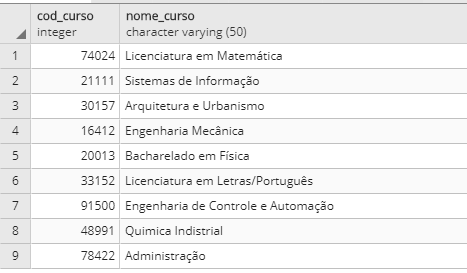 cod_curso nome_curso
integer character varying (50)
1 74024 Licenciatura em Matemática
2 21111 Sistemas de Informação
3 30157 Arquitetura e Urbanismo
4 16412 Engenharia Mecânica
5 20013 Bacharelado em Física
6 33152 Licenciatura em Letras/Português
7 91500 Engenharia de Controle e Automação
8 48991 Quimica Indistrial
9 78422 Administração